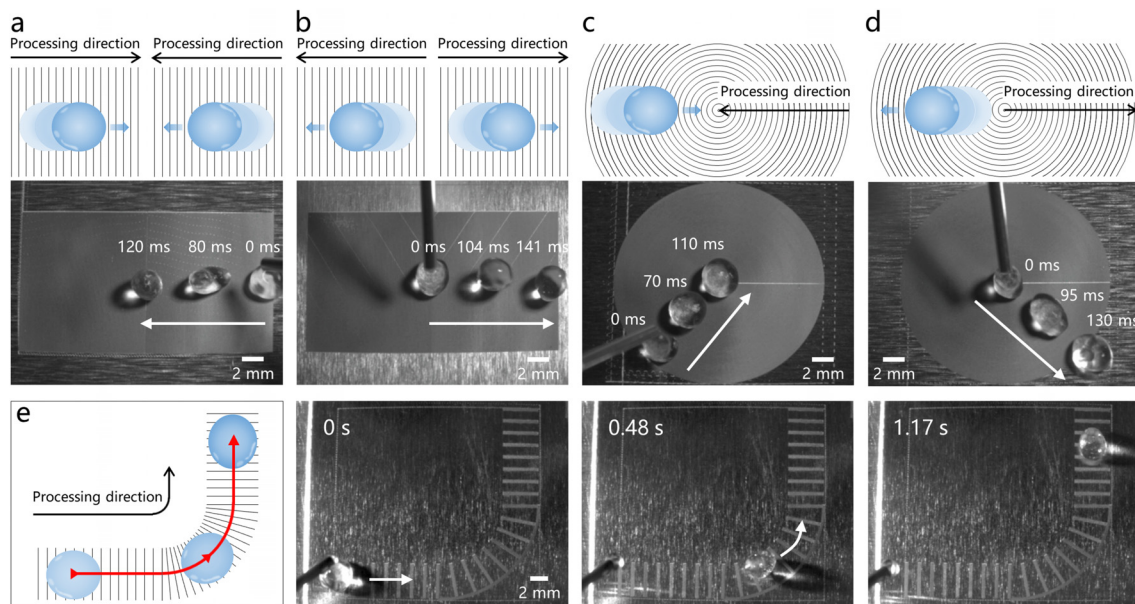 a
Processing direction
Processing direction
120 ms
80 ms
0 ms
2 mm
b
Processing direction
Processing direction
0 ms
104 ms
141 ms
2 mm
c
Processing direction
110 ms
70 ms
0 ms
2 mm
d
Processing direction
0 ms
95 ms
130 ms
2 mm
e
Processing direction
0 s
2 mm
0.48 s
1.17 s